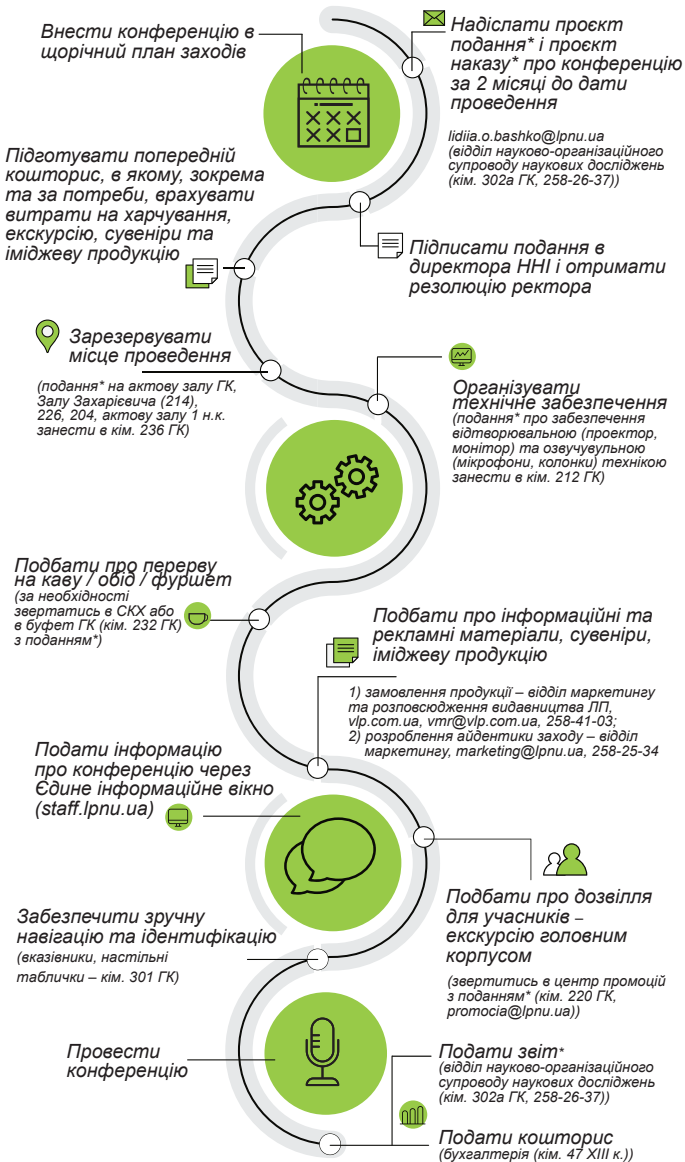 Внести конференцію в
щорічний план заходів
Надіслати проєкт
подання* і проєкт
наказу* про конференцію
за 2 місяці до дати
проведення
lidiia.o.bashko@lpnu.ua
(відділ науково-організаційного
супроводу наукових досліджень
(кім. 302а ГК, 258-26-37))
Підготувати попередній
кошторис, в якому, зокрема
та за потреби, врахувати
витрати на харчування,
екскурсію, сувеніри та
іміджеву продукцію
Підписати подання в
директора ННІ і отримати
резолюцію ректора
Зарезервувати
місце проведення
(подання* на актову залу ГК,
Залу Захарієвича (214),
226, 204, актову залу 1 н.к.
занести в кім. 236 ГК)
Організувати
технічне забезпечення
(подання* про забезпечення
відтворювальною (проектор,
монітор) та озвучувульною
(мікрофони, колонки) технікою
занести в кім. 212 ГК)
Подбати про перерву
на каву / обід / фуршет
(за необхідності
звертатись в СКХ або
в буфет ГК (кім. 232 ГК)
з поданням*)
Подбати про інформаційні та
рекламні матеріали, сувеніри,
іміджеву продукцію
1) замовлення продукції – відділ маркетингу
та розповсюдження видавництва ЛП,
vlp.com.ua, vmr@vlp.com.ua, 258-41-03;
2) розроблення айдентики заходу – відділ
маркетингу, marketing@lpnu.ua, 258-25-34
Подати інформацію
про конференцію через
Єдине інформаційне вікно
(staff.lpnu.ua)
Подбати про дозвілля
для учасників –
екскурсію головним
корпусом
(звертитись в центр промоцій
з поданням* (кім. 220 ГК,
promocia@lpnu.ua))
Забезпечити зручну
навігацію та ідентифікацію
(вказівники, настільні
таблички – кім. 301 ГК)
Провести
конференцію
Подати звіт*
(відділ науково-організаційного
супроводу наукових досліджень
(кім. 302а ГК, 258-26-37))
Подати кошторис
(бухгалтерія (кім. 47 XIII к.))